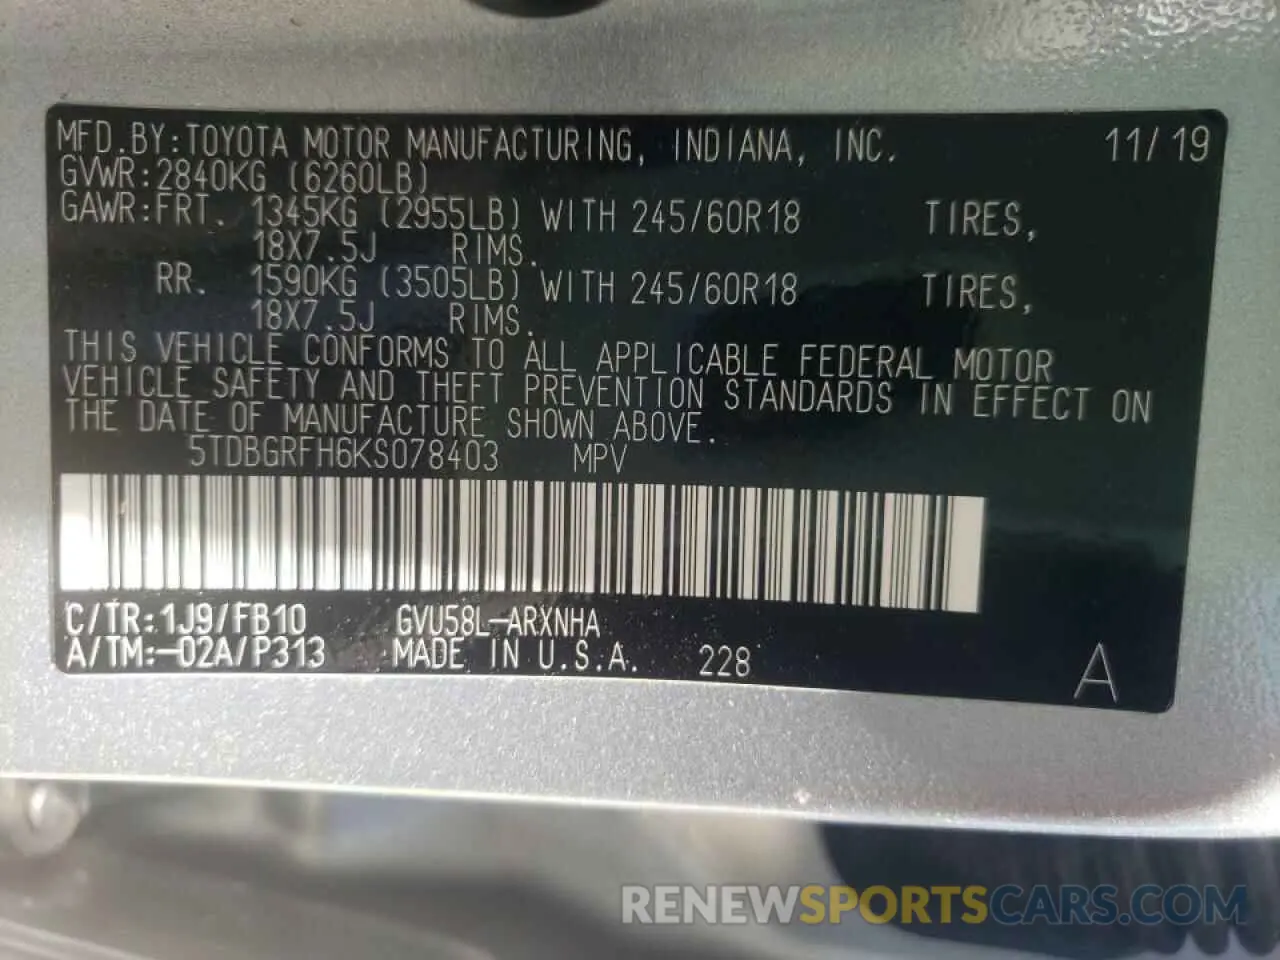 MFD.BY:TOYOTA MOTOR MANUFACTURING, INDIANA, INC. 11/19
GVWR:2840KG (6260LB)
GAWR:FRT. 1345KG (2955LB) WITH 245/60R18 TIRES,
18X7.5J RIMS.
RR. 1590KG (3505LB) WITH 245/60R18 TIRES,
18X7.5J RIMS.
THIS VEHICLE CONFORMS TO ALL APPLICABLE FEDERAL MOTOR
VEHICLE SAFETY AND THEFT PREVENTION STANDARDS IN EFFECT ON
THE DATE OF MANUFACTURE SHOWN ABOVE.
5TDBGRFH6KS078403 MPV
C/TR:1J9/FB10 GVU58L-ARXNHA
A/TM:-02A/P313 MADE IN U.S.A. 228 A
RENEWSPORTSCARS.COM